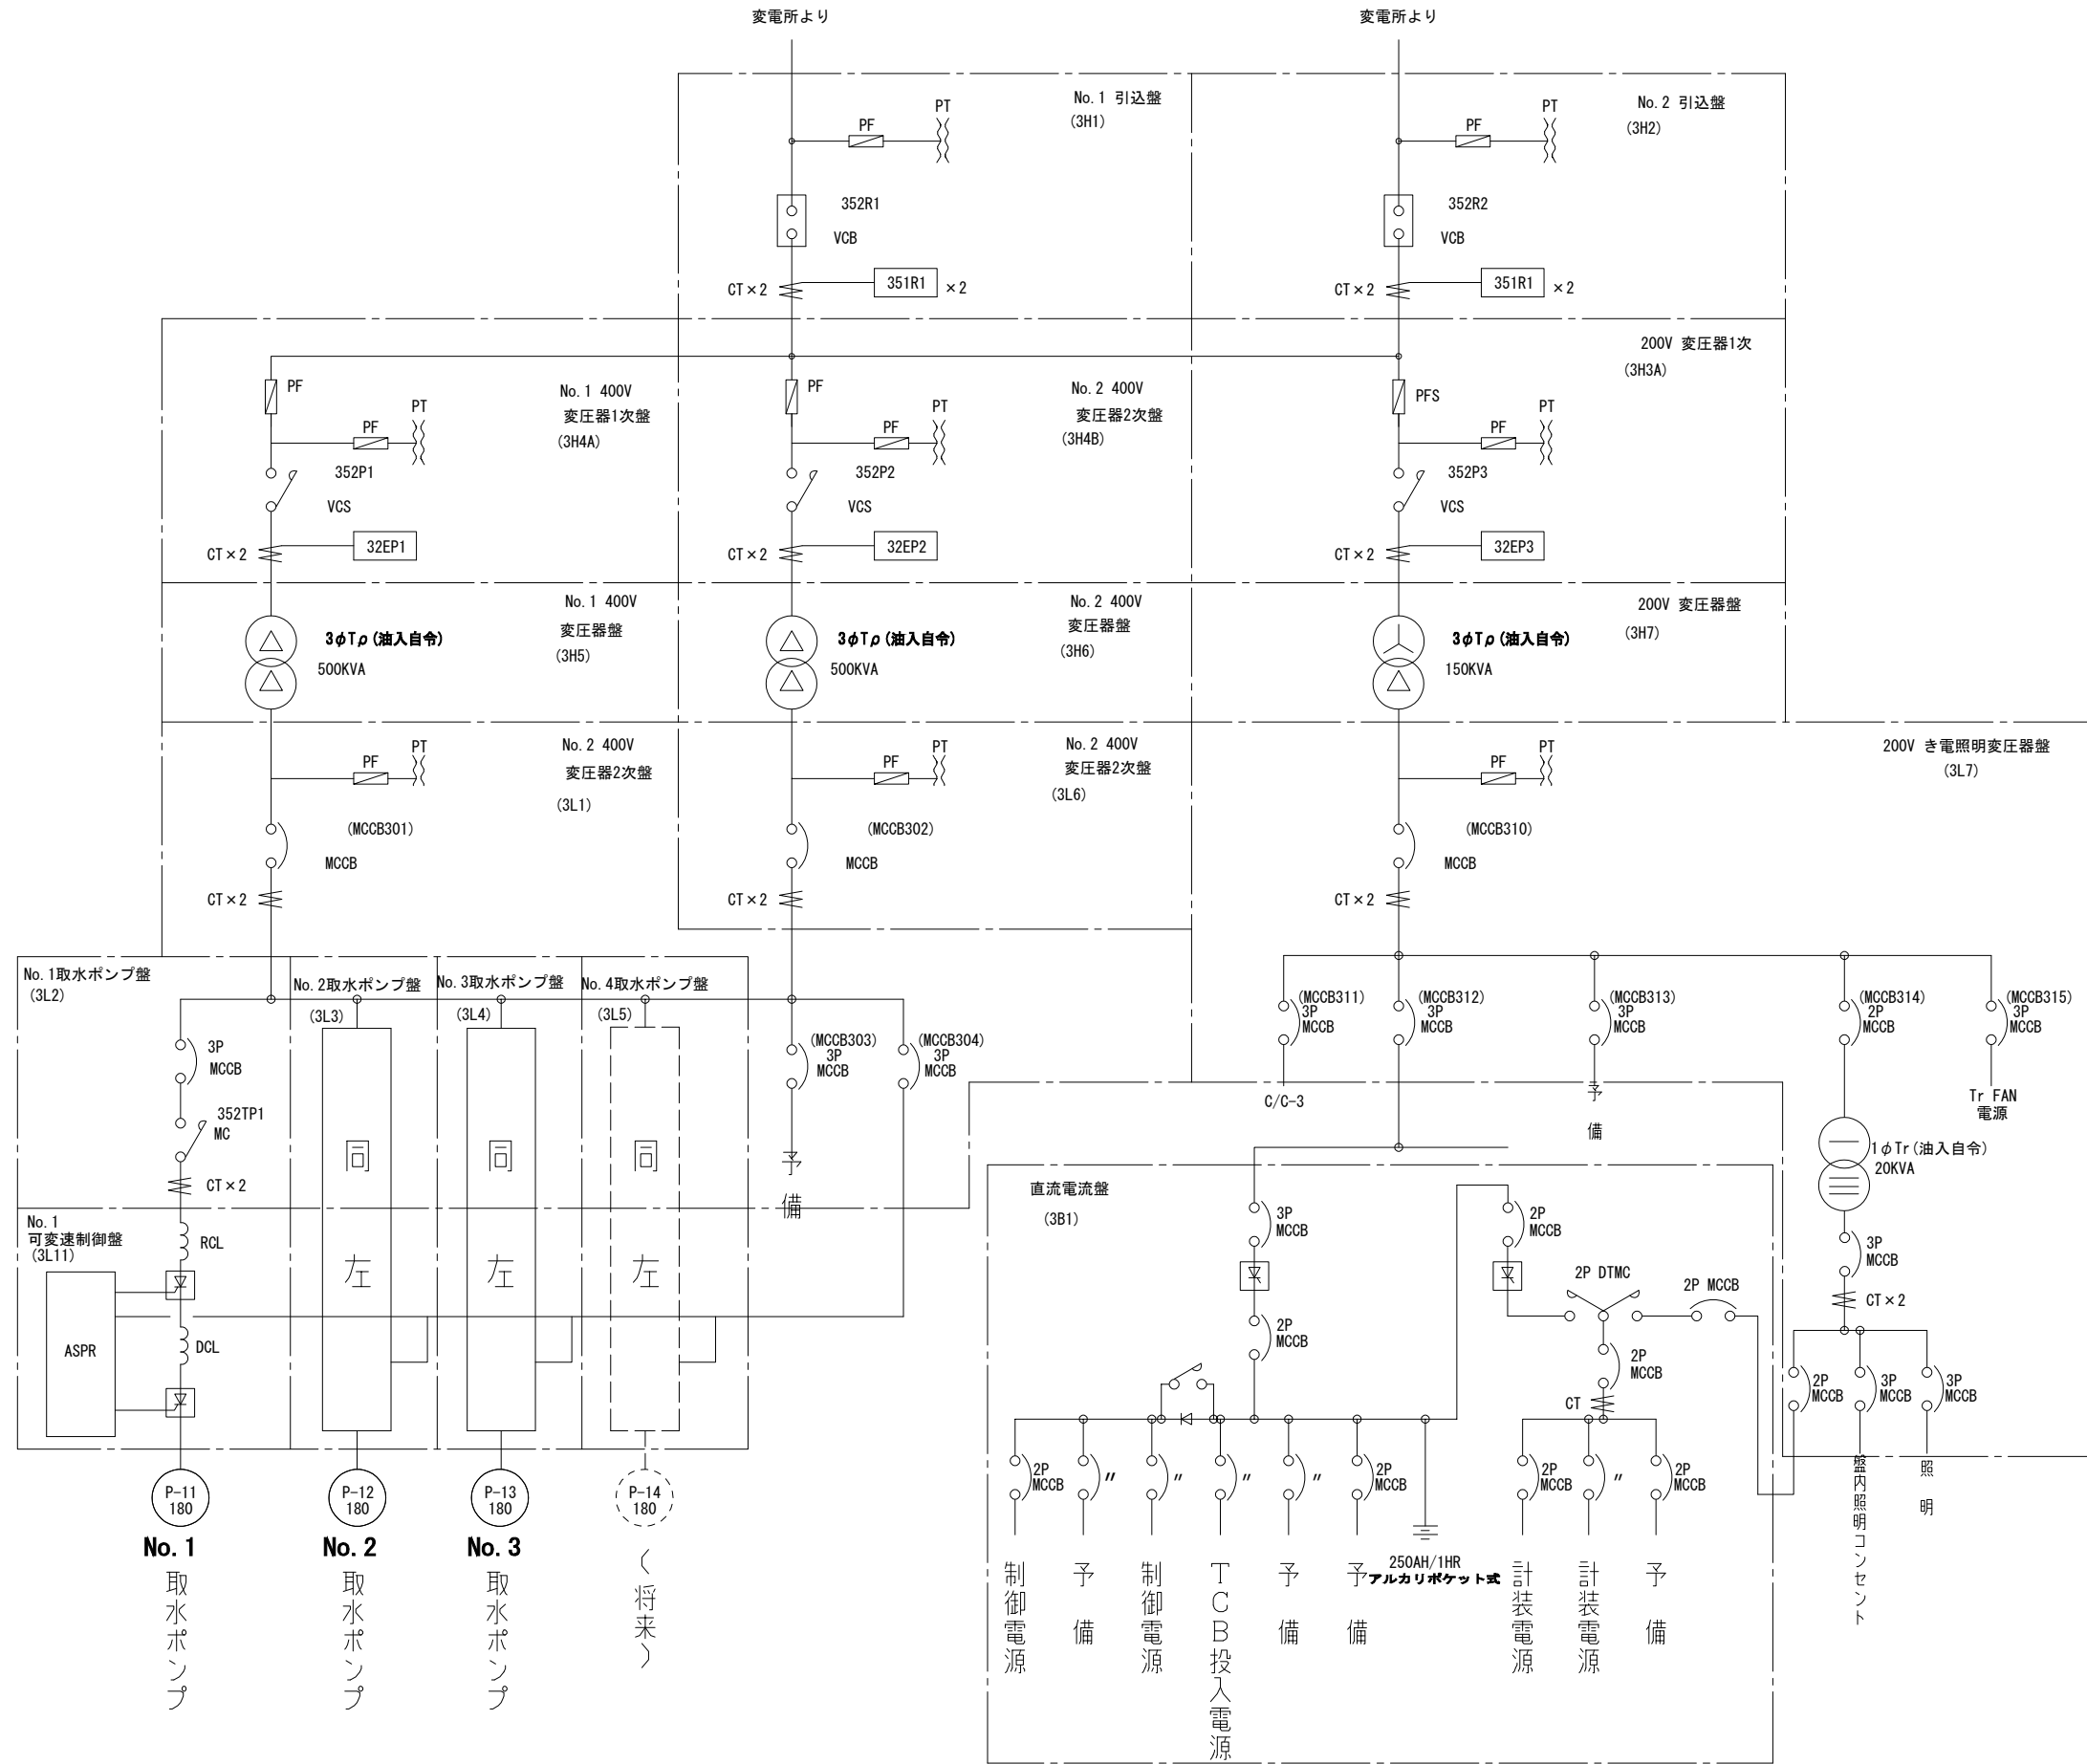 変電所より
変電所より
No.1 引込盤
(3H1)
PT
PF
352R1
VCB
CT×2
351R1
×2
No.2 引込盤
(3H2)
PT
PF
352R2
VCB
CT×2
351R1
×2
PF
No.1 400V
変圧器1次盤
(3H4A)
PT
PF
352P1
VCS
CT×2
32EP1
PF
No.2 400V
変圧器2次盤
(3H4B)
PT
PF
352P2
VCS
CT×2
32EP2
200V 変圧器1次
(3H3A)
PFS
PT
PF
352P3
VCS
CT×2
32EP3
No.1 400V
変圧器盤
(3H5)
3φTρ(油入自令)
500KVA
No.2 400V
変圧器盤
(3H6)
3φTρ(油入自令)
500KVA
200V 変圧器盤
(3H7)
3φTρ(油入自令)
150KVA
No.2 400V
変圧器2次盤
(3L1)
PT
PF
(MCCB301)
MCCB
CT×2
No.2 400V
変圧器2次盤
(3L6)
PT
PF
(MCCB302)
MCCB
CT×2
200V き電照明変圧器盤
(3L7)
PT
PF
(MCCB310)
MCCB
CT×2
No.1取水ポンプ盤
(3L2)
3P
MCCB
352TP1
MC
CT×2
No.2取水ポンプ盤
(3L3)
同
左
No.3取水ポンプ盤
(3L4)
同
左
No.4取水ポンプ盤
(3L5)
同
左
(MCCB303)
3P
MCCB
予備
(MCCB304)
3P
MCCB
(MCCB311)
3P
MCCB
C/C-3
(MCCB312)
3P
MCCB
(MCCB313)
3P
MCCB
予備
(MCCB314)
2P
MCCB
(MCCB315)
3P
MCCB
Tr FAN
電源
1φTr(油入自令)
20KVA
3P
MCCB
CT×2
2P
MCCB
3P
MCCB
3P
MCCB
盤内照明コンセント
照明
No.1
可変速制御盤
(3L11)
RCL
ASPR
DCL
P-11
180
No.1
取水ポンプ
P-12
180
No.2
取水ポンプ
P-13
180
No.3
取水ポンプ
P-14
180
(将来)
直流電流盤
(3B1)
3P
MCCB
2P
MCCB
2P
MCCB
2P DTMC
2P MCCB
2P
MCCB
CT
2P
MCCB
〃
〃
〃
〃
2P
MCCB
2P
MCCB
〃
2P
MCCB
制御電源
予備
制御電源
TCB投入電源
予備
予備
250AH/1HR
アルカリポケット式
計装電源
計装電源
予備